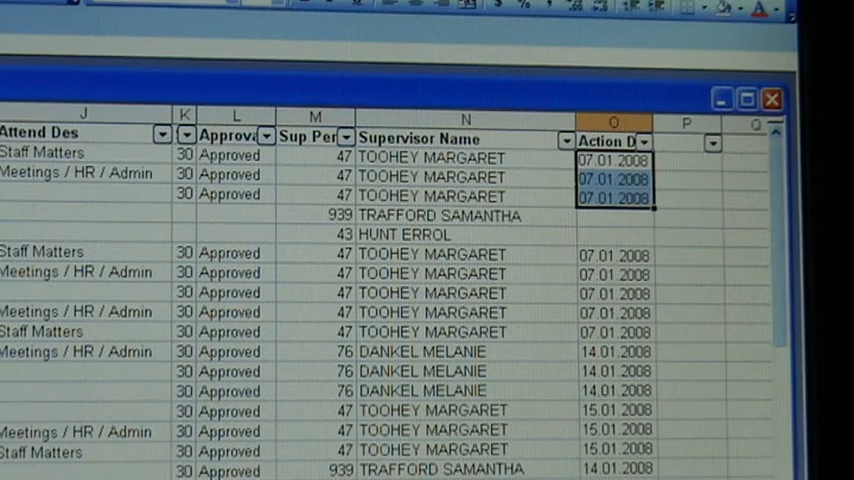 J K L M N O P Q
Attend Des Approva Sup Per Supervisor Name Action D
Staff Matters 30 Approved 47 TOOHEY MARGARET 07.01.2008
Meetings / HR / Admin 30 Approved 47 TOOHEY MARGARET 07.01.2008
30 Approved 47 TOOHEY MARGARET 07.01.2008
939 TRAFFORD SAMANTHA
43 HUNT ERROL
Staff Matters 30 Approved 47 TOOHEY MARGARET 07.01.2008
Meetings / HR / Admin 30 Approved 47 TOOHEY MARGARET 07.01.2008
30 Approved 47 TOOHEY MARGARET 07.01.2008
Meetings / HR / Admin 30 Approved 47 TOOHEY MARGARET 07.01.2008
Staff Matters 30 Approved 47 TOOHEY MARGARET 07.01.2008
Meetings / HR / Admin 30 Approved 76 DANKEL MELANIE 14.01.2008
30 Approved 76 DANKEL MELANIE 14.01.2008
30 Approved 76 DANKEL MELANIE 14.01.2008
30 Approved 47 TOOHEY MARGARET 15.01.2008
Meetings / HR / Admin 30 Approved 47 TOOHEY MARGARET 15.01.2008
Staff Matters 30 Approved 47 TOOHEY MARGARET 15.01.2008
30 Approved 939 TRAFFORD SAMANTHA 14.01.2008